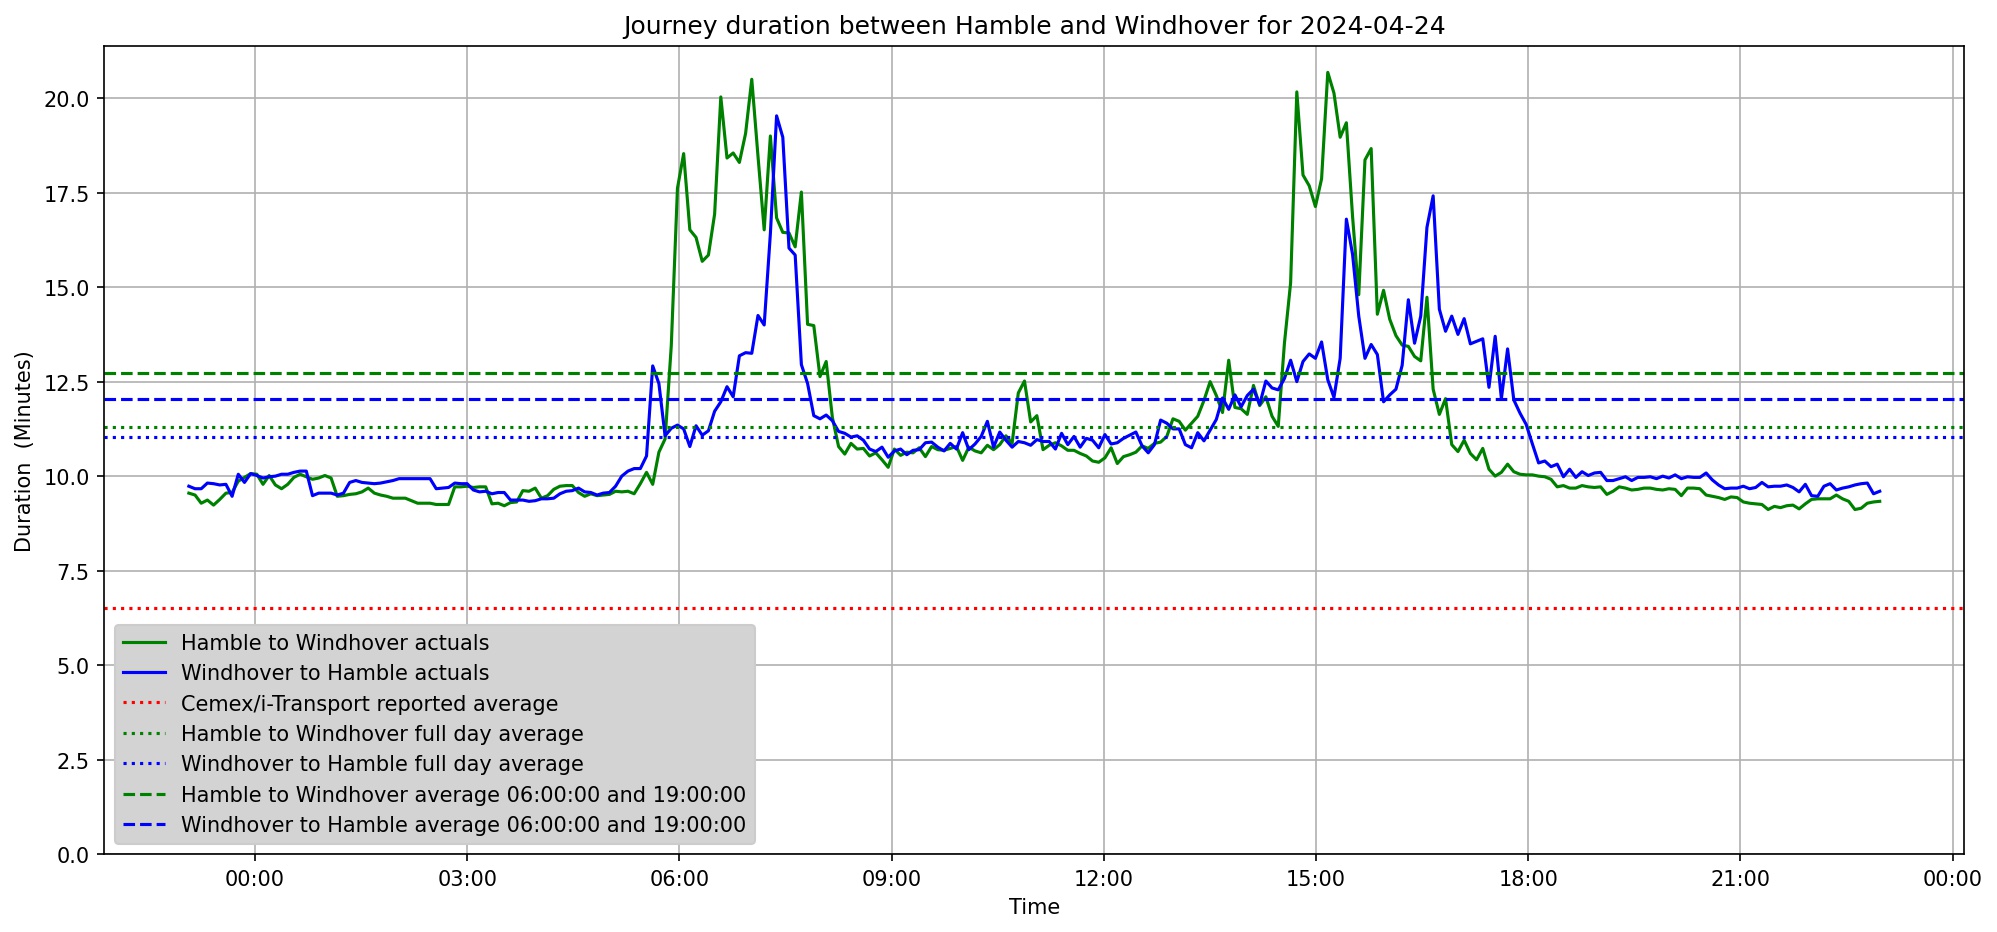 Journey duration between Hamble and Windhover for 2024-04-24
Duration  (Minutes)
20.0
17.5
15.0
12.5
10.0
7.5
5.0
2.5
0.0
Hamble to Windhover actuals
Windhover to Hamble actuals
Cemex/i-Transport reported average
Hamble to Windhover full day average
Windhover to Hamble full day average
Hamble to Windhover average 06:00:00 and 19:00:00
Windhover to Hamble average 06:00:00 and 19:00:00
00:00 03:00 06:00 09:00 12:00 15:00 18:00 21:00 00:00
Time